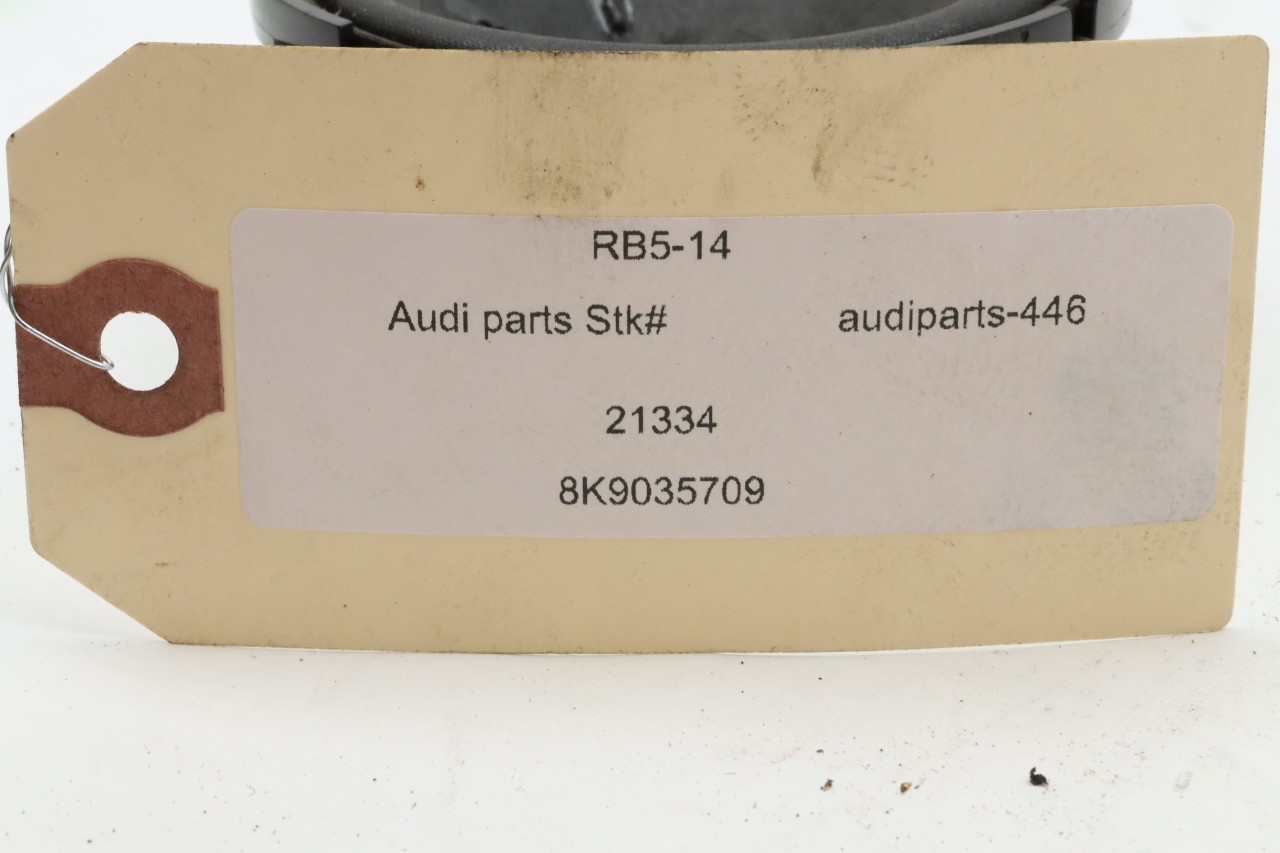 RB5-14
Audi parts Stk# audiparts-446
21334
8K9035709